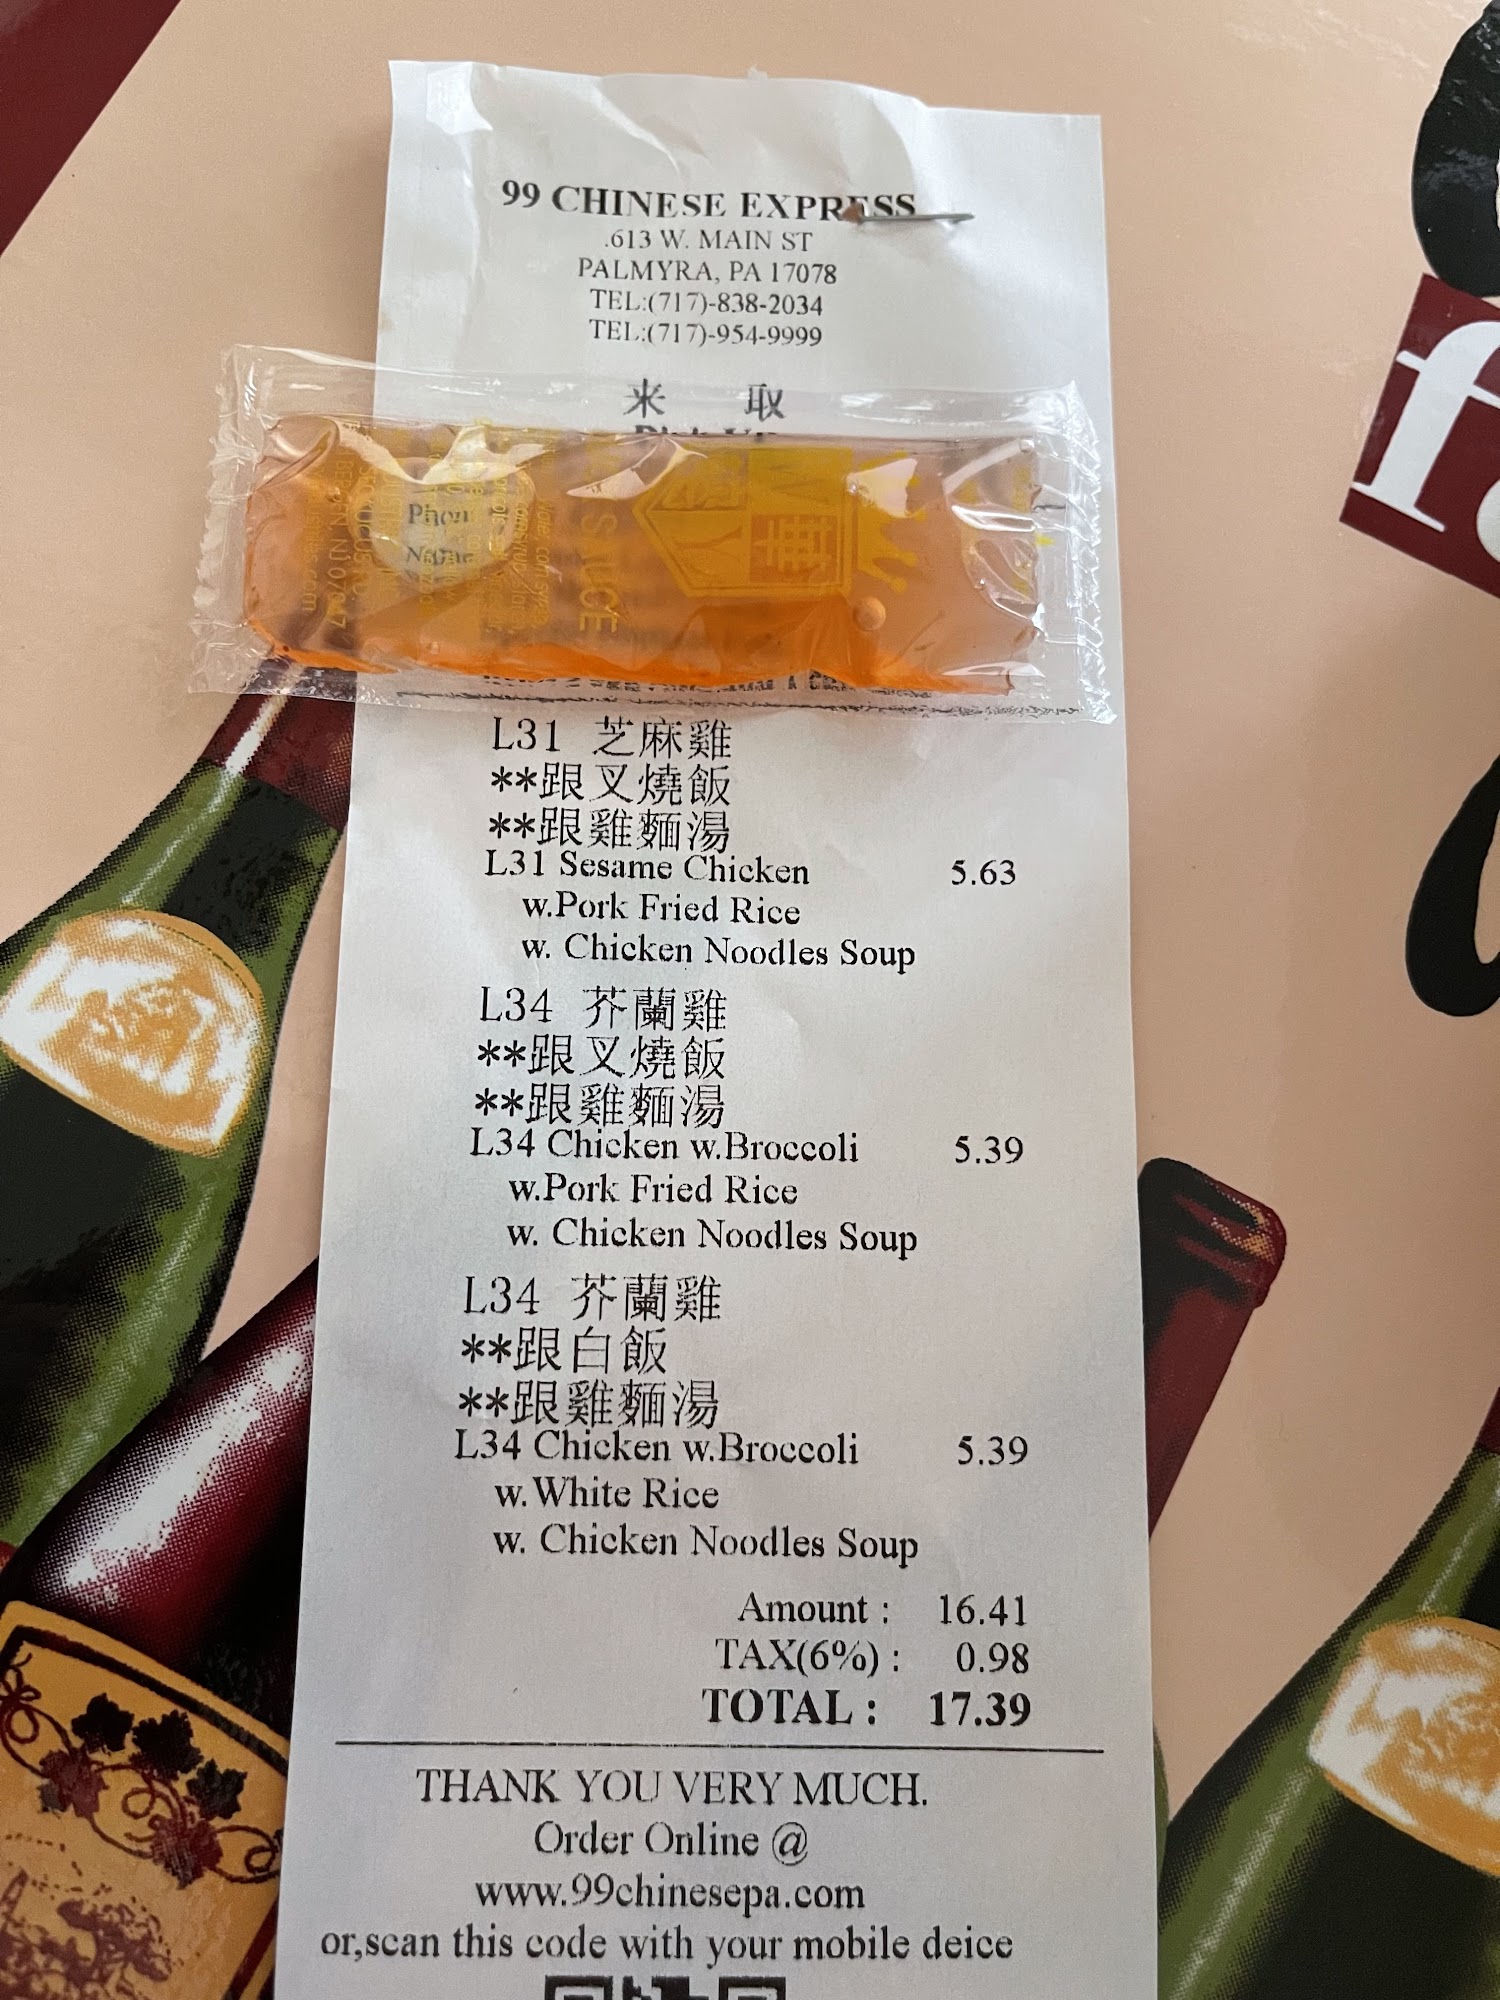 99 CHINESE EXPRESS
.613 W. MAIN ST
PALMYRA, PA 17078
TEL:(717)-838-2034
TEL:(717)-954-9999
来 取
Phon
L31 芝麻雞
**跟叉燒飯
**跟雞麵湯
L31 Sesame Chicken 5.63
w.Pork Fried Rice
w. Chicken Noodles Soup
L34 芥蘭雞
**跟叉燒飯
**跟雞麵湯
L34 Chicken w.Broccoli 5.39
w.Pork Fried Rice
w. Chicken Noodles Soup
L34 芥蘭雞
**跟白飯
**跟雞麵湯
L34 Chicken w.Broccoli 5.39
w.White Rice
w. Chicken Noodles Soup
Amount : 16.41
TAX(6%) : 0.98
TOTAL : 17.39
THANK YOU VERY MUCH.
Order Online @
www.99chinesepa.com
or,scan this code with your mobile deice